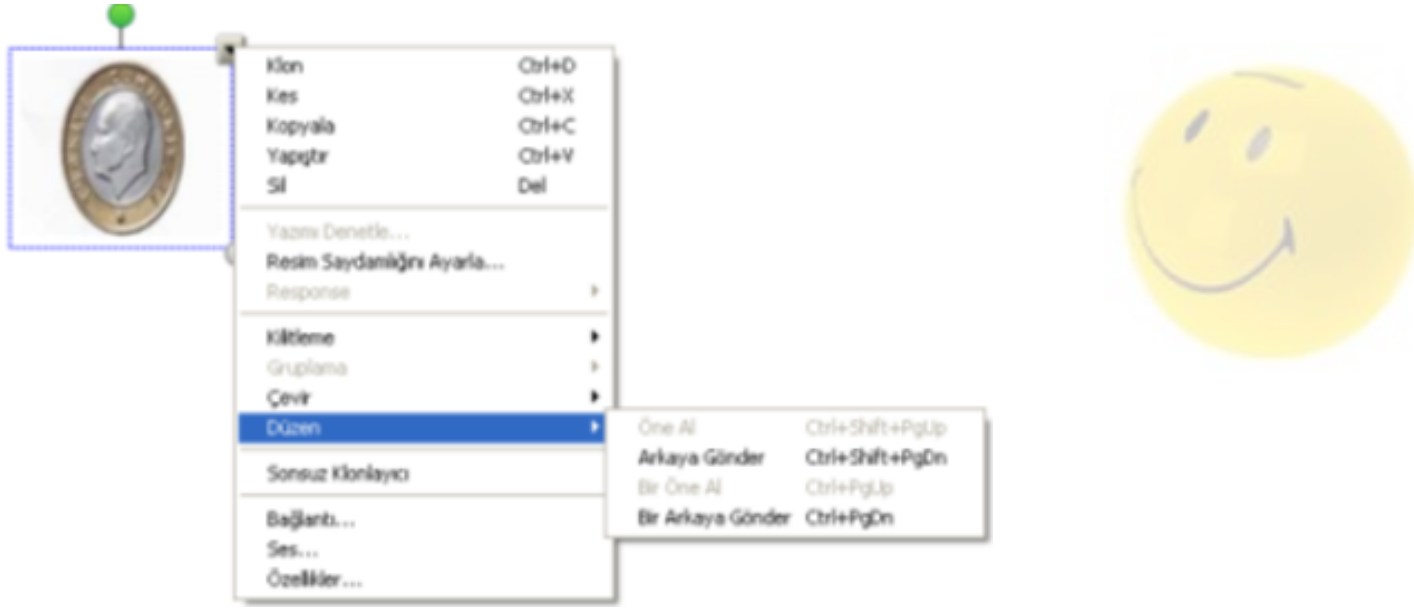 Klon Ctrl+D
Kes Ctrl+X
Kopyala Ctrl+C
Yapıştır Ctrl+V
Sil Del
Yazımı Denetle...
Resim Saydamlığını Ayarla...
Response
Kilitleme
Gruplama
Çevir
Düzen
Öne Al Ctrl+Shift+PgUp
Arkaya Gönder Ctrl+Shift+PgDn
Bir Öne Al Ctrl+PgUp
Bir Arkaya Gönder Ctrl+PgDn
Sonsuz Klonlayıcı
Bağlantı...
Ses...
Özellikler...